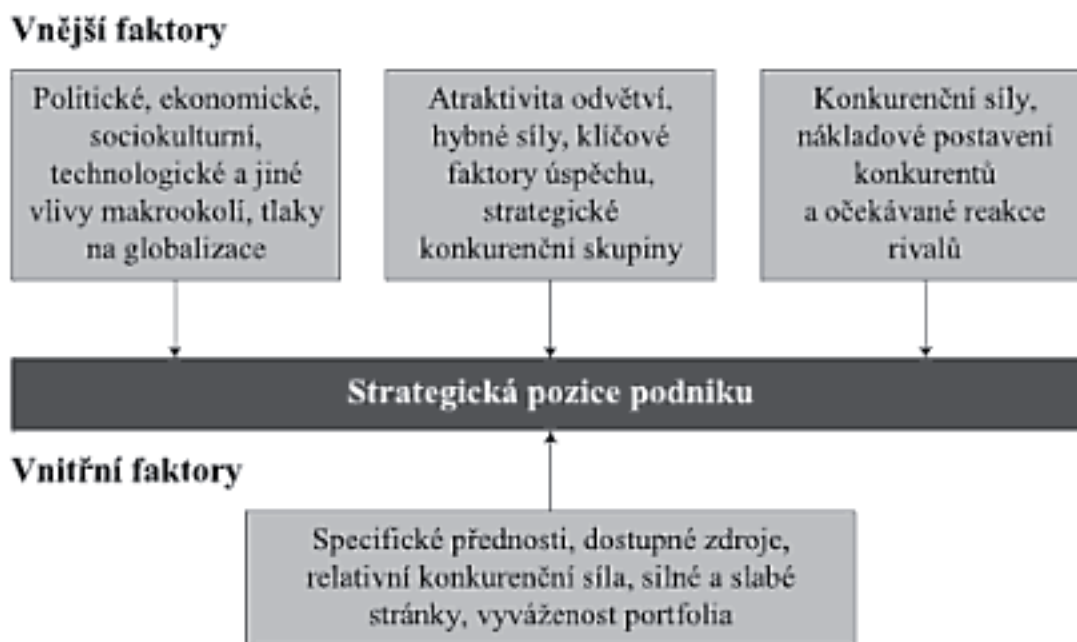 Vnější faktory
Politické, ekonomické,
sociokulturní,
technologické a jiné
vlivy makrookolí, tlaky
na globalizace
Atraktivita odvětví,
hybné síly, klíčové
faktory úspěchu,
strategické
konkurenční skupiny
Konkurenční síly,
nákladové postavení
konkurentů
a očekávané reakce
rivalů
Strategická pozice podniku
Vnitřní faktory
Specifické přednosti, dostupné zdroje,
relativní konkurenční síla, silné a slabé
stránky, vyváženost portfolia